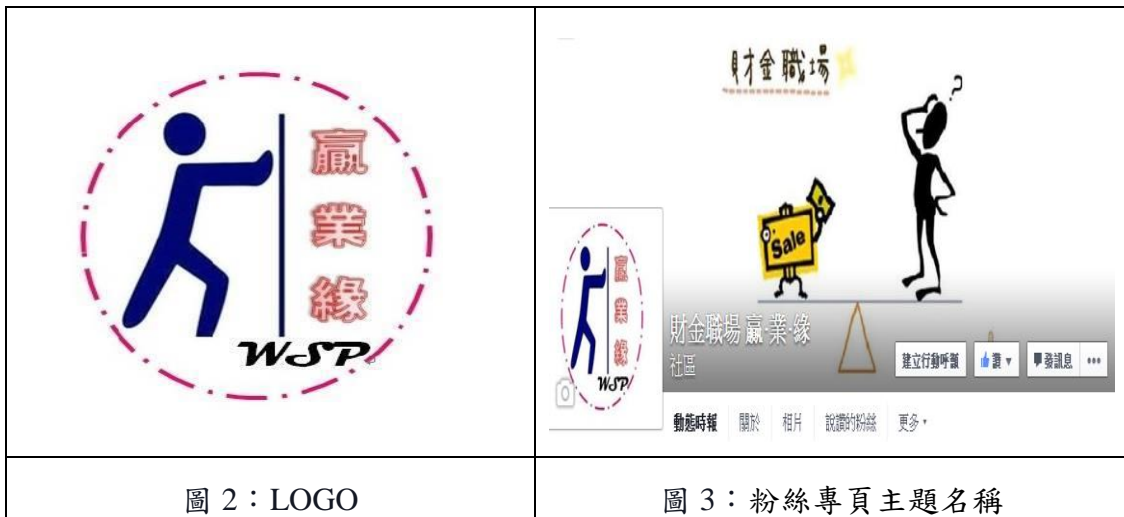 贏
業
緣
WSP
財金職場
?
Sale
贏
業
緣
WSP
財金職場 贏·業·緣
社區
建立行動呼籲
讚
發訊息
動態時報
關於
相片
說讚的粉絲
更多
圖 2：LOGO
圖 3：粉絲專頁主題名稱